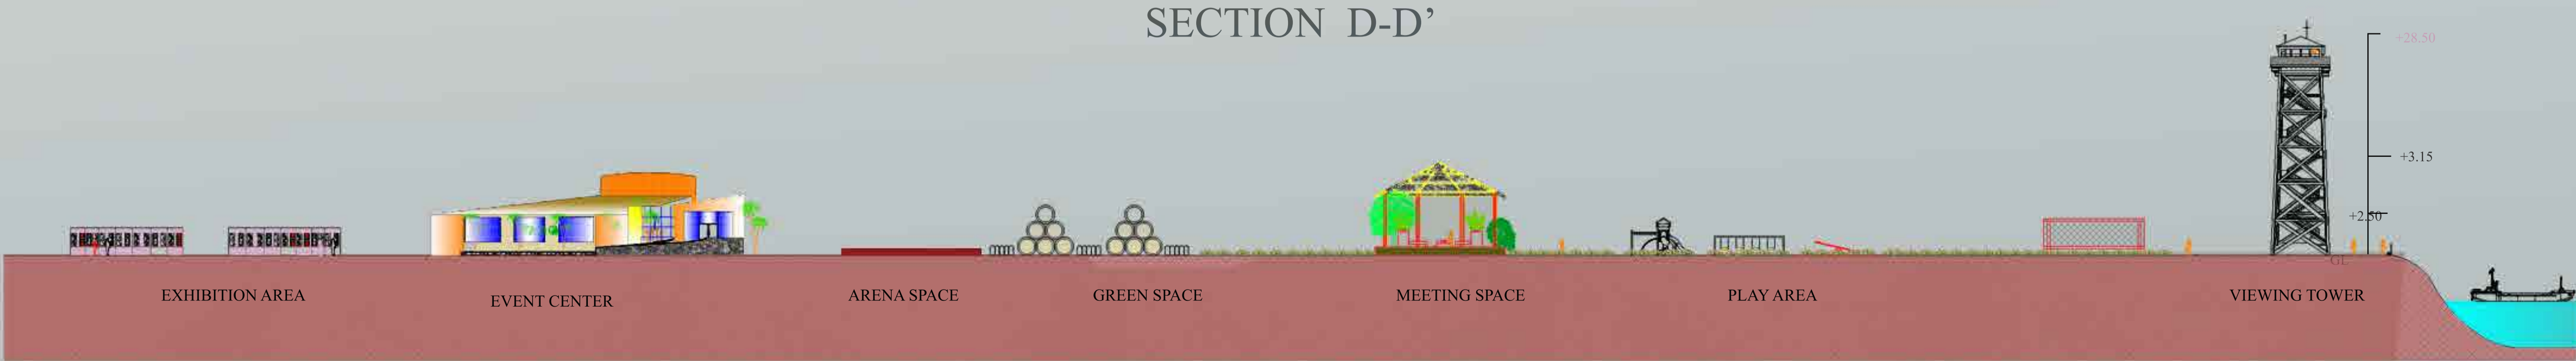 SECTION D-D’
+28.50
+3.15
+2.50
GL
EXHIBITION AREA
EVENT CENTER
ARENA SPACE
GREEN SPACE
MEETING SPACE
PLAY AREA
VIEWING TOWER